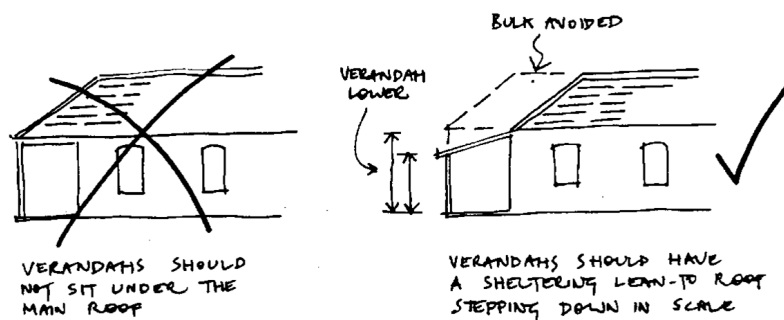 BULK AVOIDED
VERANDAH
LOWER
VERANDAHS SHOULD
NOT SIT UNDER THE
MAIN ROOF
VERANDAHS SHOULD HAVE
A SHELTERING LEAN-TO ROOF
STEPPING DOWN IN SCALE